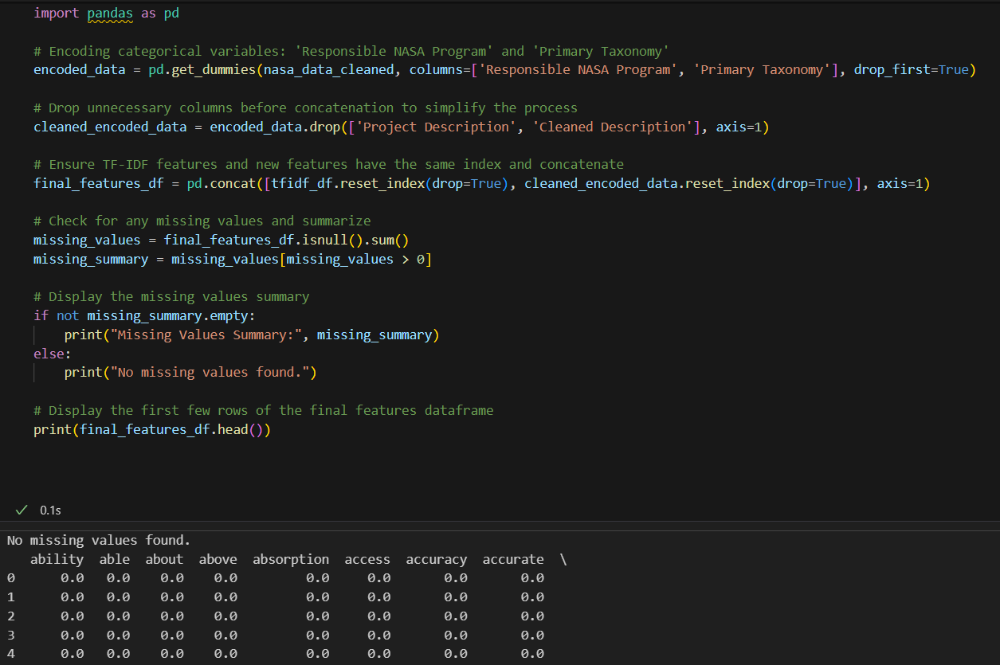 import pandas as pd
# Encoding categorical variables: 'Responsible NASA Program' and 'Primary Taxonomy'
encoded_data = pd.get_dummies(nasa_data_cleaned, columns=['Responsible NASA Program', 'Primary Taxonomy'], drop_first=True)
# Drop unnecessary columns before concatenation to simplify the process
cleaned_encoded_data = encoded_data.drop(['Project Description', 'Cleaned Description'], axis=1)
# Ensure TF-IDF features and new features have the same index and concatenate
final_features_df = pd.concat([tfidf_df.reset_index(drop=True), cleaned_encoded_data.reset_index(drop=True)], axis=1)
# Check for any missing values and summarize
missing_values = final_features_df.isnull().sum()
missing_summary = missing_values[missing_values > 0]
# Display the missing values summary
if not missing_summary.empty:
    print("Missing Values Summary:", missing_summary)
else:
    print("No missing values found.")
# Display the first few rows of the final features dataframe
print(final_features_df.head())
0.1s
No missing values found.
   ability  able  about  above  absorption  access  accuracy  accurate  \
0      0.0   0.0    0.0    0.0         0.0     0.0       0.0       0.0
1      0.0   0.0    0.0    0.0         0.0     0.0       0.0       0.0
2      0.0   0.0    0.0    0.0         0.0     0.0       0.0       0.0
3      0.0   0.0    0.0    0.0         0.0     0.0       0.0       0.0
4      0.0   0.0    0.0    0.0         0.0     0.0       0.0       0.0